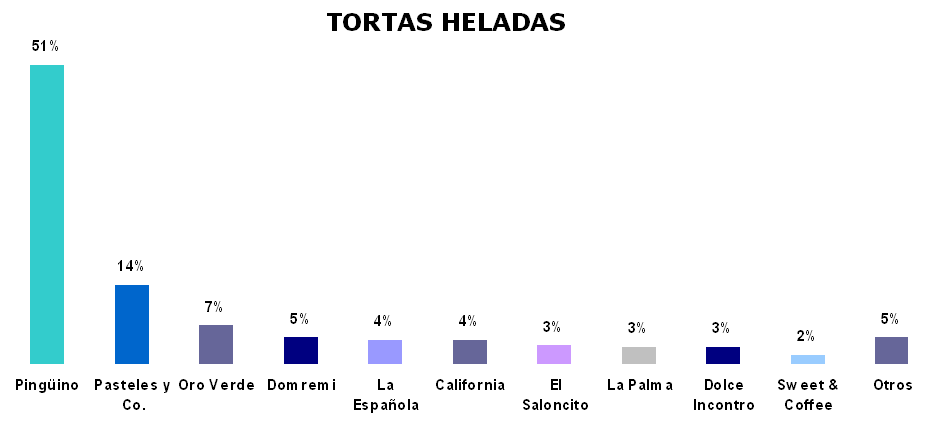 TORTAS HELADAS
51%
14%
7%
5%
4%
4%
3%
3%
3%
2%
5%
Pingüino
Pasteles y
Co.
Oro Verde
Domremi
La
Española
California
El
Saloncito
La Palma
Dolce
Incontro
Sweet &
Coffee
Otros